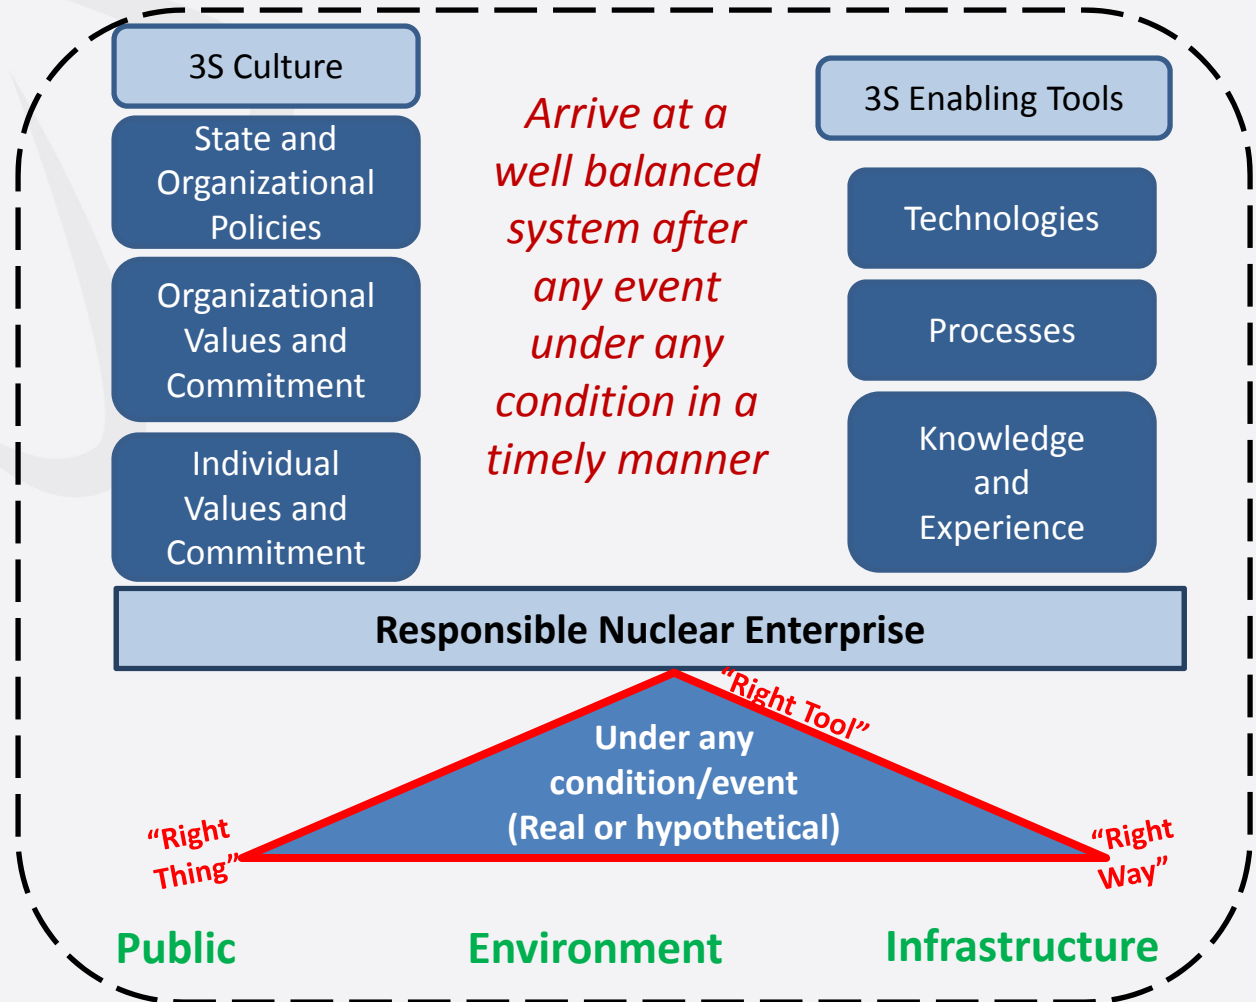 3S Culture
State and
Organizational
Policies
Organizational
Values and
Commitment
Individual
Values and
Commitment
Arrive at a
well balanced
system after
any event
under any
condition in a
timely manner
3S Enabling Tools
Technologies
Processes
Knowledge
and
Experience
Responsible Nuclear Enterprise
“Right Tool”
Under any
condition/event
(Real or hypothetical)
“Right
Thing”
“Right
Way”
Public
Environment
Infrastructure